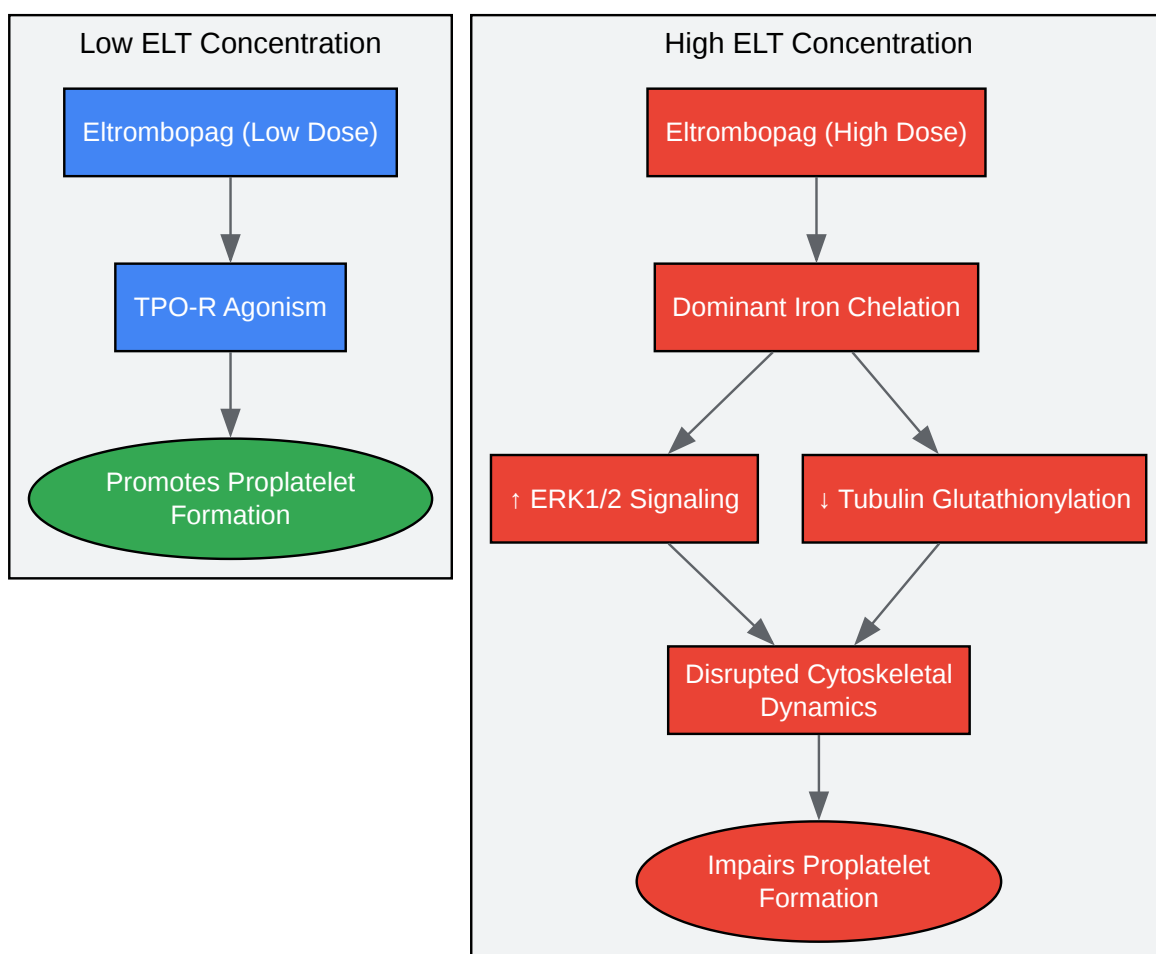 Low ELT Concentration
Eltrombopag (Low Dose)
TPO-R Agonism
Promotes Proplatelet
Formation
High ELT Concentration
Eltrombopag (High Dose)
Dominant Iron Chelation
↑ ERK1/2 Signaling
↓ Tubulin Glutathionylation
Disrupted Cytoskeletal
Dynamics
Impairs Proplatelet
Formation